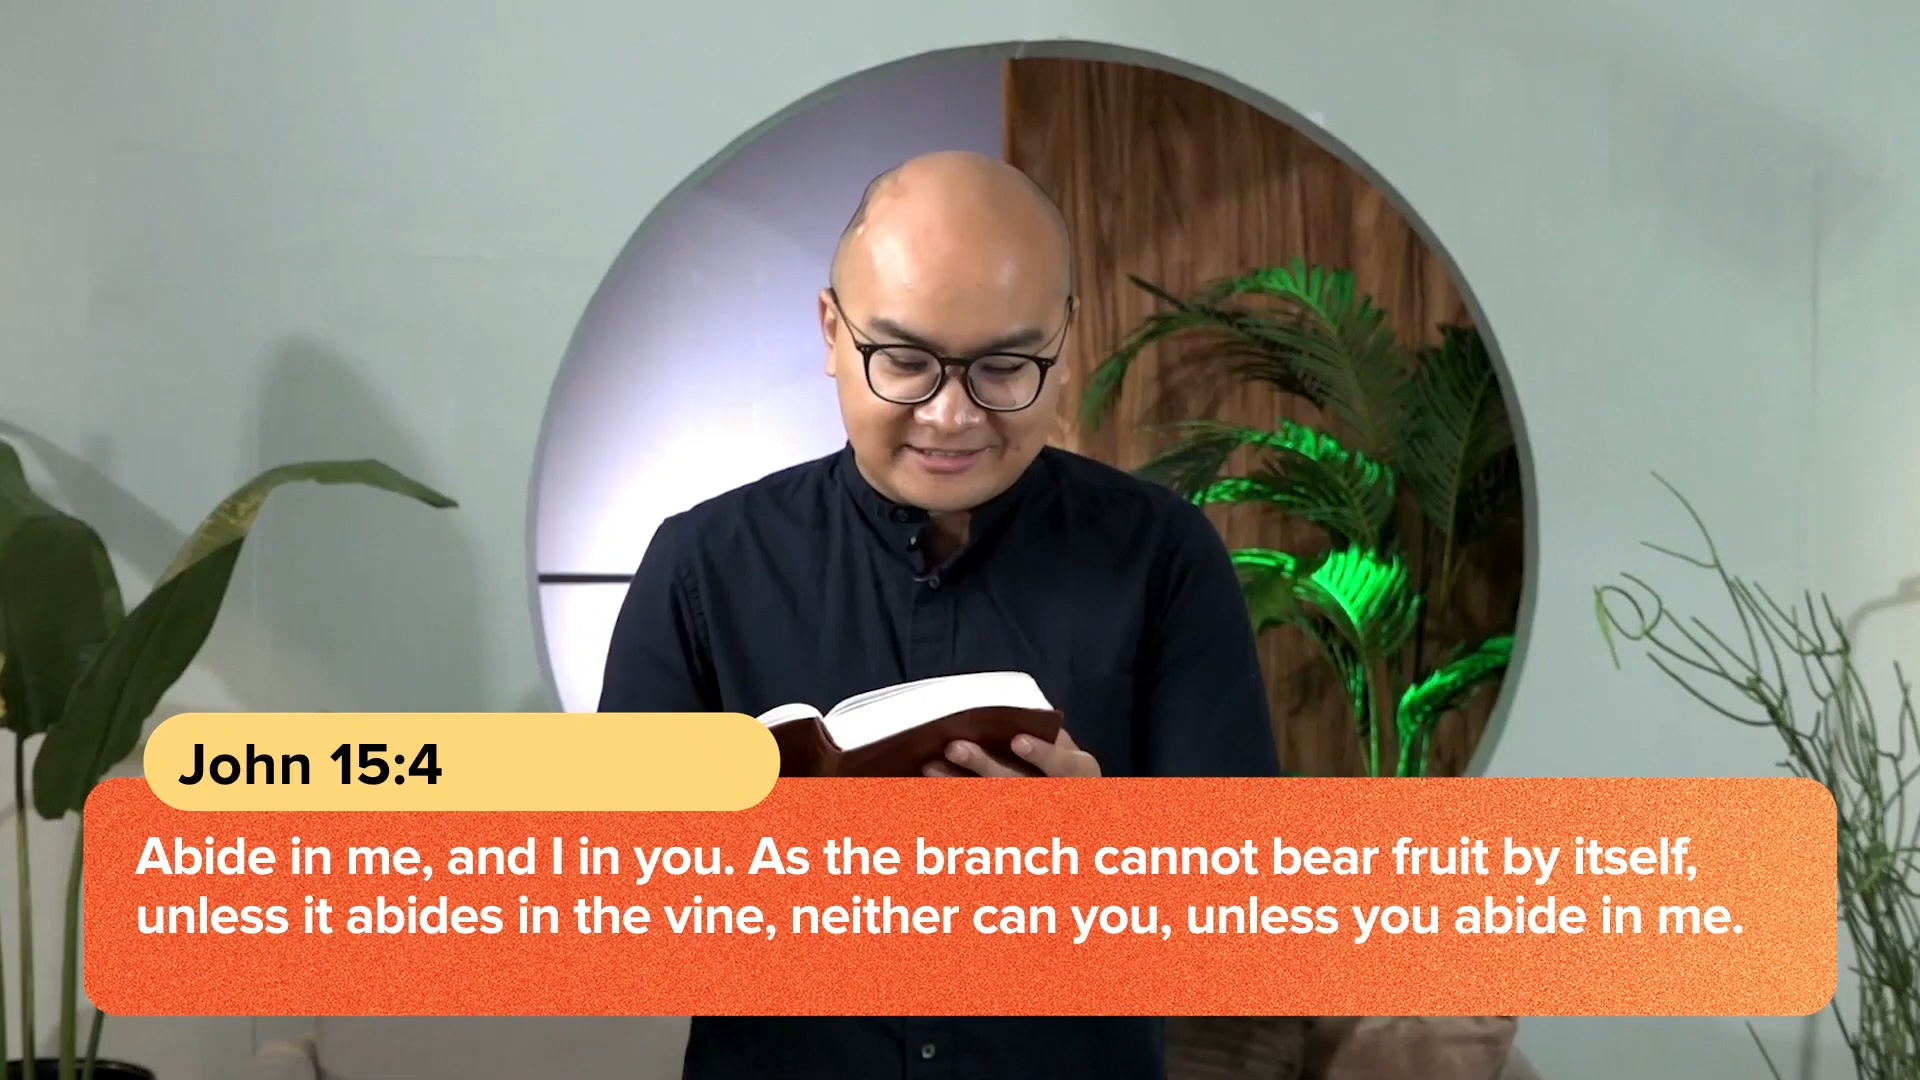 John 15:4
Abide in me, and I in you. As the branch cannot bear fruit by itself,
unless it abides in the vine, neither can you, unless you abide in me.